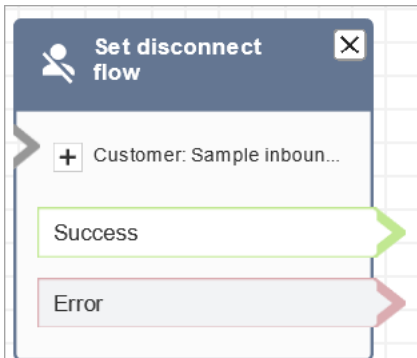 Set disconnect
flow
Customer: Sample inboun...
Success
Error